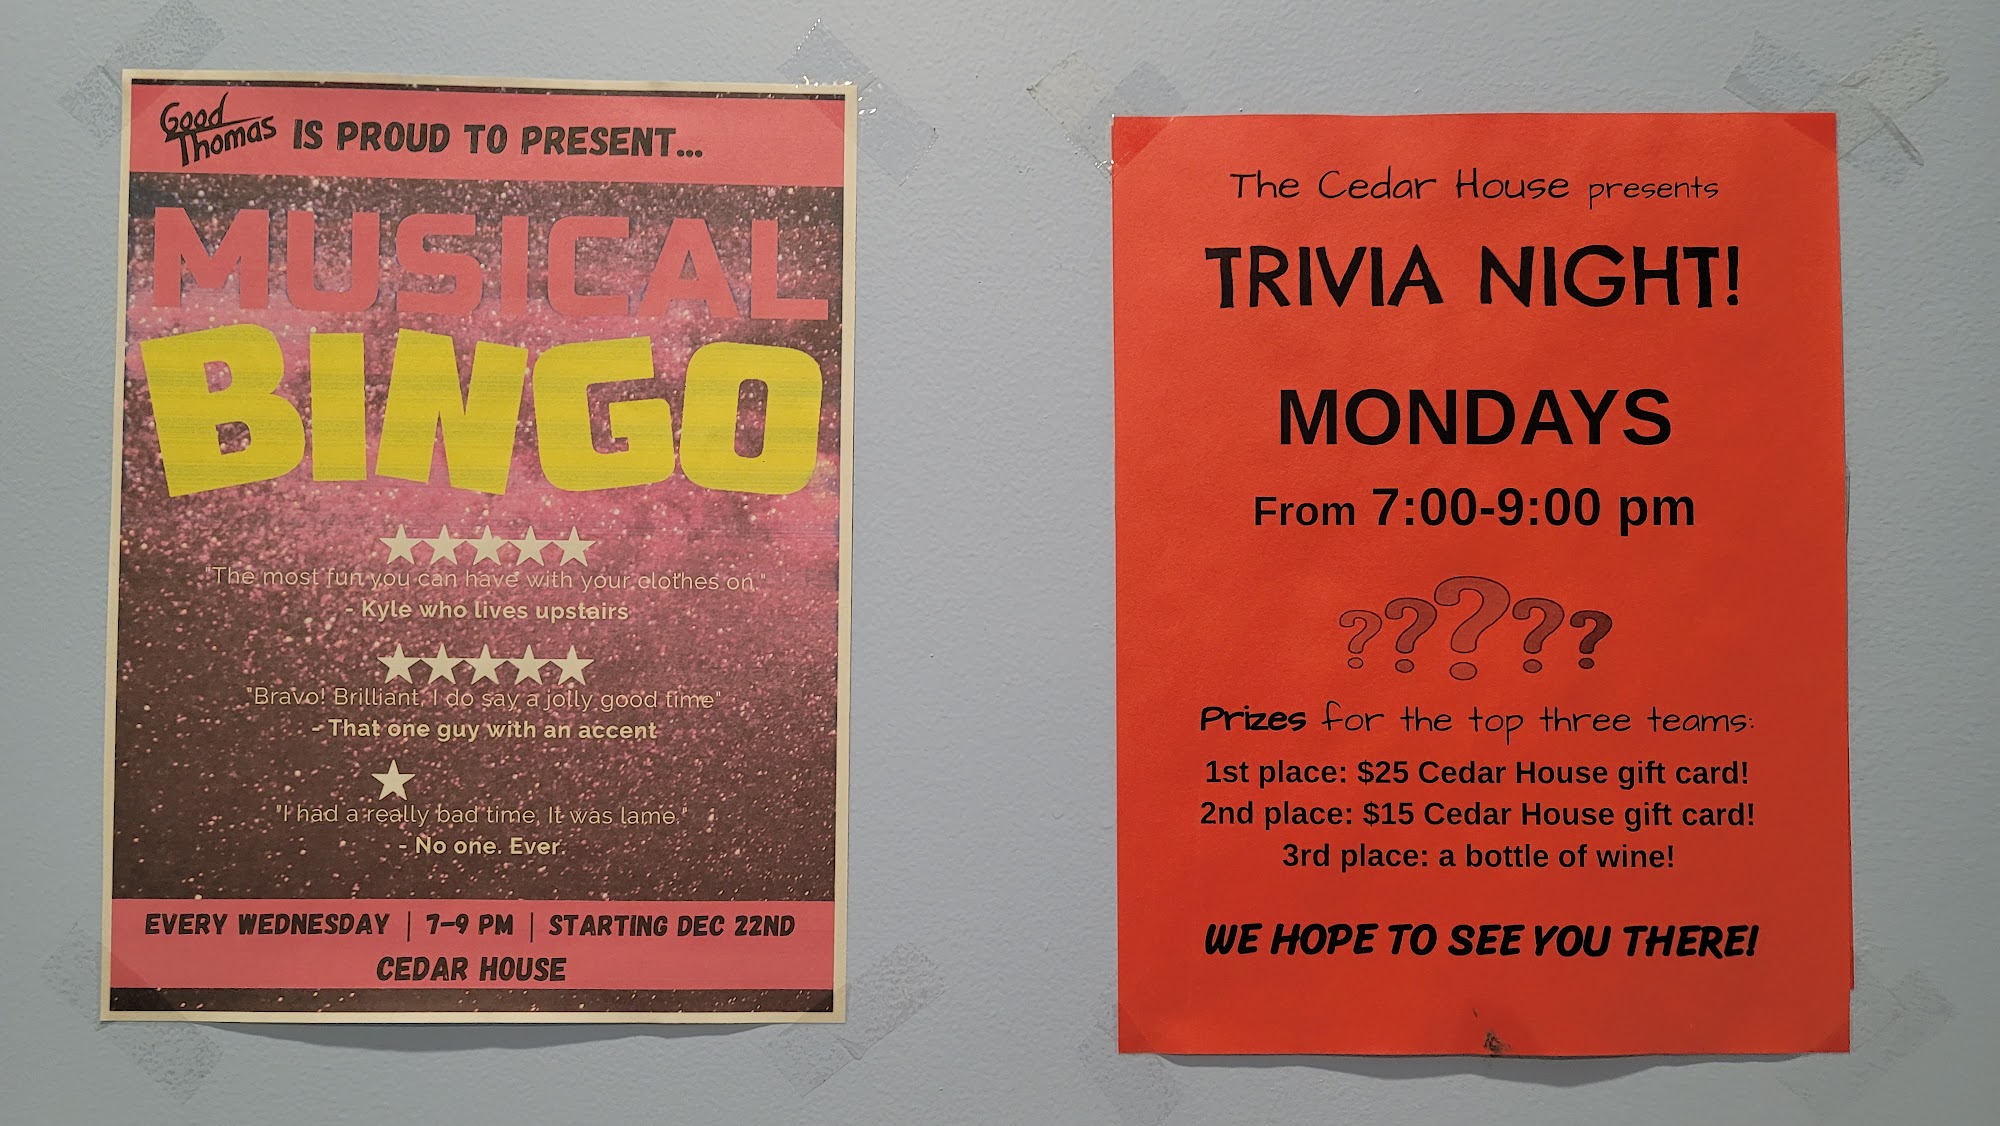 Good Thomas IS PROUD TO PRESENT...
MUSICAL
BINGO
"The most fun you can have with your clothes on."
- Kyle who lives upstairs
"Bravo! Brilliant, I do say a jolly good time"
- That one guy with an accent
"I had a really bad time, It was lame."
- No one. Ever.
EVERY WEDNESDAY | 7-9 PM | STARTING DEC 22ND
CEDAR HOUSE
The Cedar House presents
TRIVIA NIGHT!
MONDAYS
From 7:00-9:00 pm
?????
Prizes for the top three teams:
1st place: $25 Cedar House gift card!
2nd place: $15 Cedar House gift card!
3rd place: a bottle of wine!
WE HOPE TO SEE YOU THERE!